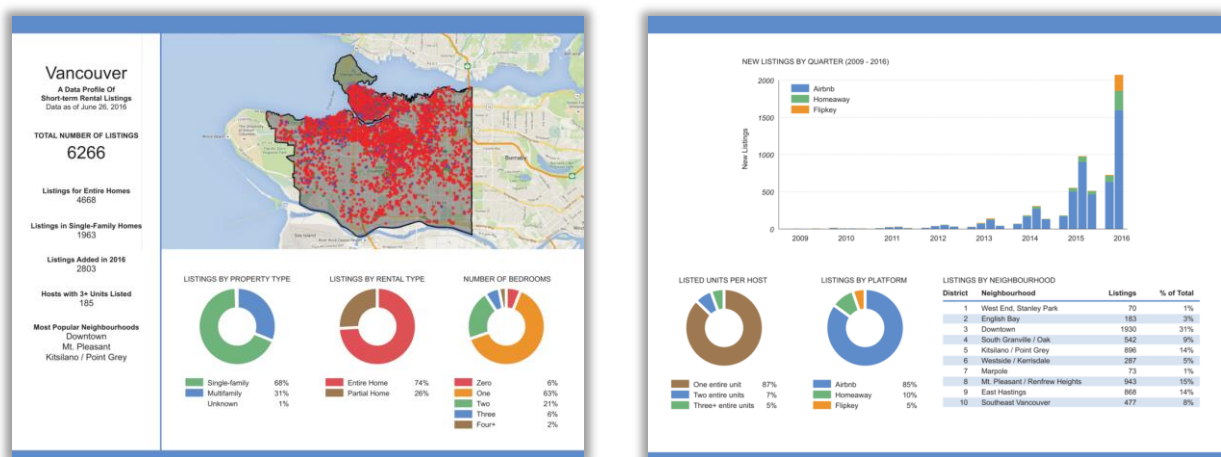 Vancouver
A Data Profile Of
Short-term Rental Listings
Data as of June 26, 2016
TOTAL NUMBER OF LISTINGS
6266
Listings for Entire Homes
4668
Listings in Single-Family Homes
1963
Listings Added in 2016
2803
Hosts with 3+ Units Listed
185
Most Popular Neighbourhoods
Downtown
Mt. Pleasant
Kitsilano / Point Grey
Burnaby
LISTINGS BY PROPERTY TYPE
Single-family 68%
Multifamily 31%
Unknown 1%
LISTINGS BY RENTAL TYPE
Entire Home 74%
Partial Home 26%
NUMBER OF BEDROOMS
Zero 6%
One 63%
Two 21%
Three 6%
Four+ 2%
NEW LISTINGS BY QUARTER (2009 - 2016)
Airbnb
Homeaway
Flipkey
New Listings
2000
1500
1000
500
0
2009 2010 2011 2012 2013 2014 2015 2016
LISTED UNITS PER HOST
One entire unit 87%
Two entire units 7%
Three+ entire units 5%
LISTINGS BY PLATFORM
Airbnb 85%
Homeaway 10%
Flipkey 5%
LISTINGS BY NEIGHBOURHOOD
District Neighbourhood Listings % of Total
1 West End, Stanley Park 70 1%
2 English Bay 183 3%
3 Downtown 1930 31%
4 South Granville / Oak 542 9%
5 Kitsilano / Point Grey 896 14%
6 Westside / Kerrisdale 287 5%
7 Marpole 73 1%
8 Mt. Pleasant / Renfrew Heights 943 15%
9 East Hastings 868 14%
10 Southeast Vancouver 477 8%